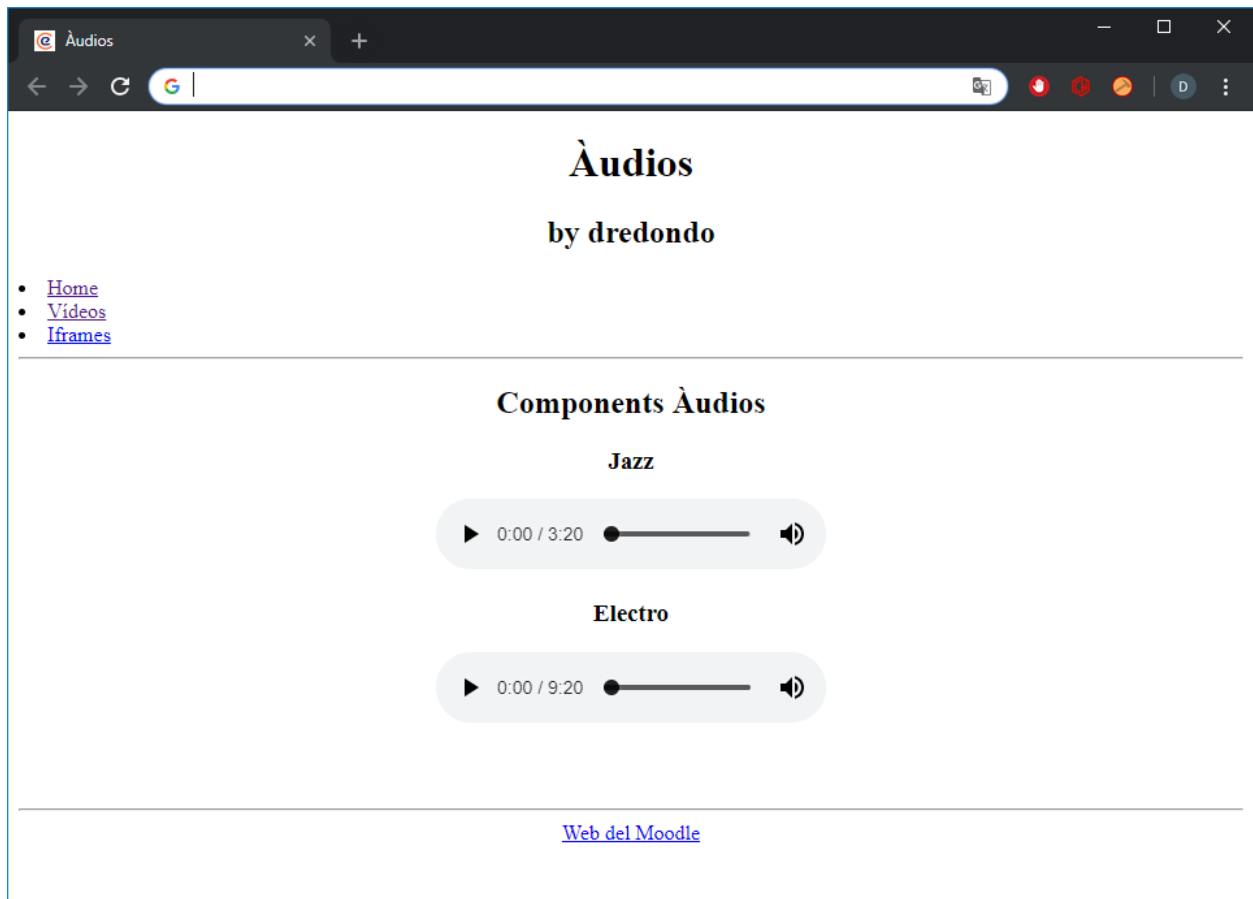 Àudios
D
Àudios
by dredondo
Home
Vídeos
Iframes
Components Àudios
Jazz
0:00 / 3:20
Electro
0:00 / 9:20
Web del Moodle